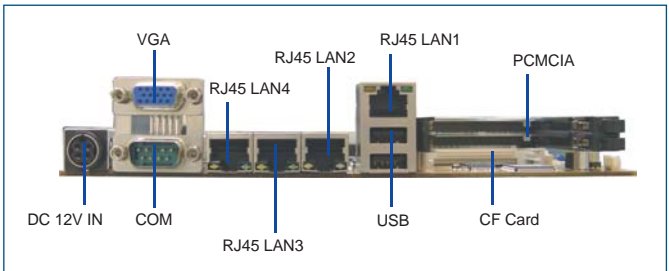 VGA
RJ45 LAN1
RJ45 LAN2
PCMCIA
RJ45 LAN4
DC 12V IN
COM
USB
CF Card
RJ45 LAN3